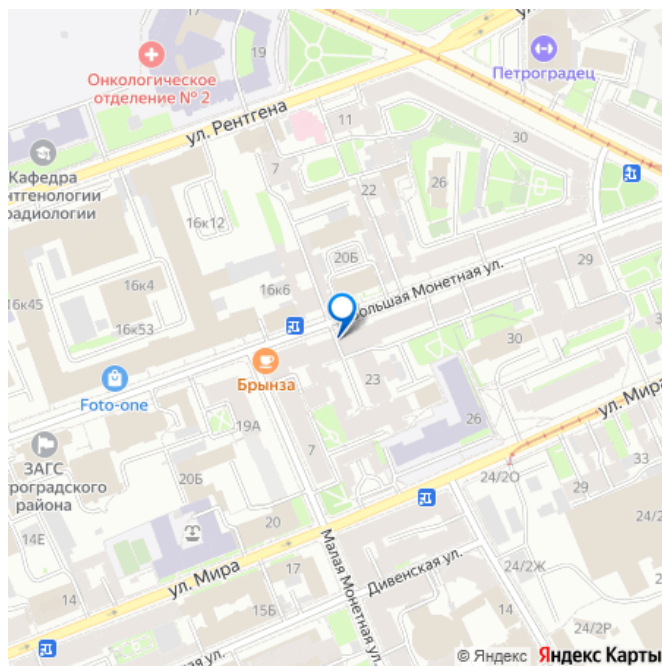 17
19
Онкологическое
отделение № 2
ул. Рентгена
Петроградец
11
30
Кафедра
нтгенологии
радиологии
7
22
26
16к12
20Б
16к4
16к6
29
16к45
16к53
Большая Монетная ул.
30
Брынза
Foto-one
23
ул. Мира
19А
26
ЗАГС
троградского
района
7
20Б
24/2О
33
29
14Е
20
24/2
ул. Мира
17
Малая Монетная ул.
Дивенская ул.
24/2Ж
14
15Б
14
24/2Р
ая ул.
© Яндекс Яндекс Карты